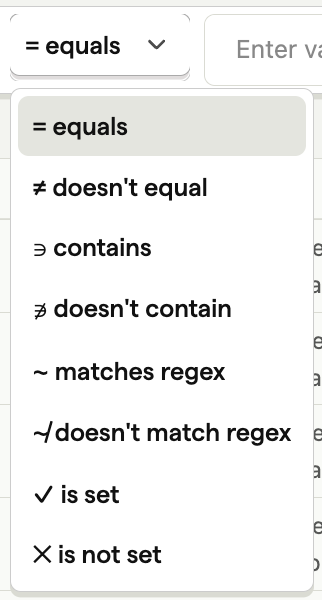 = equals
Enter va
= equals
≠ doesn't equal
∋ contains
∌ doesn't contain
~ matches regex
≁ doesn't match regex
✓ is set
✕ is not set